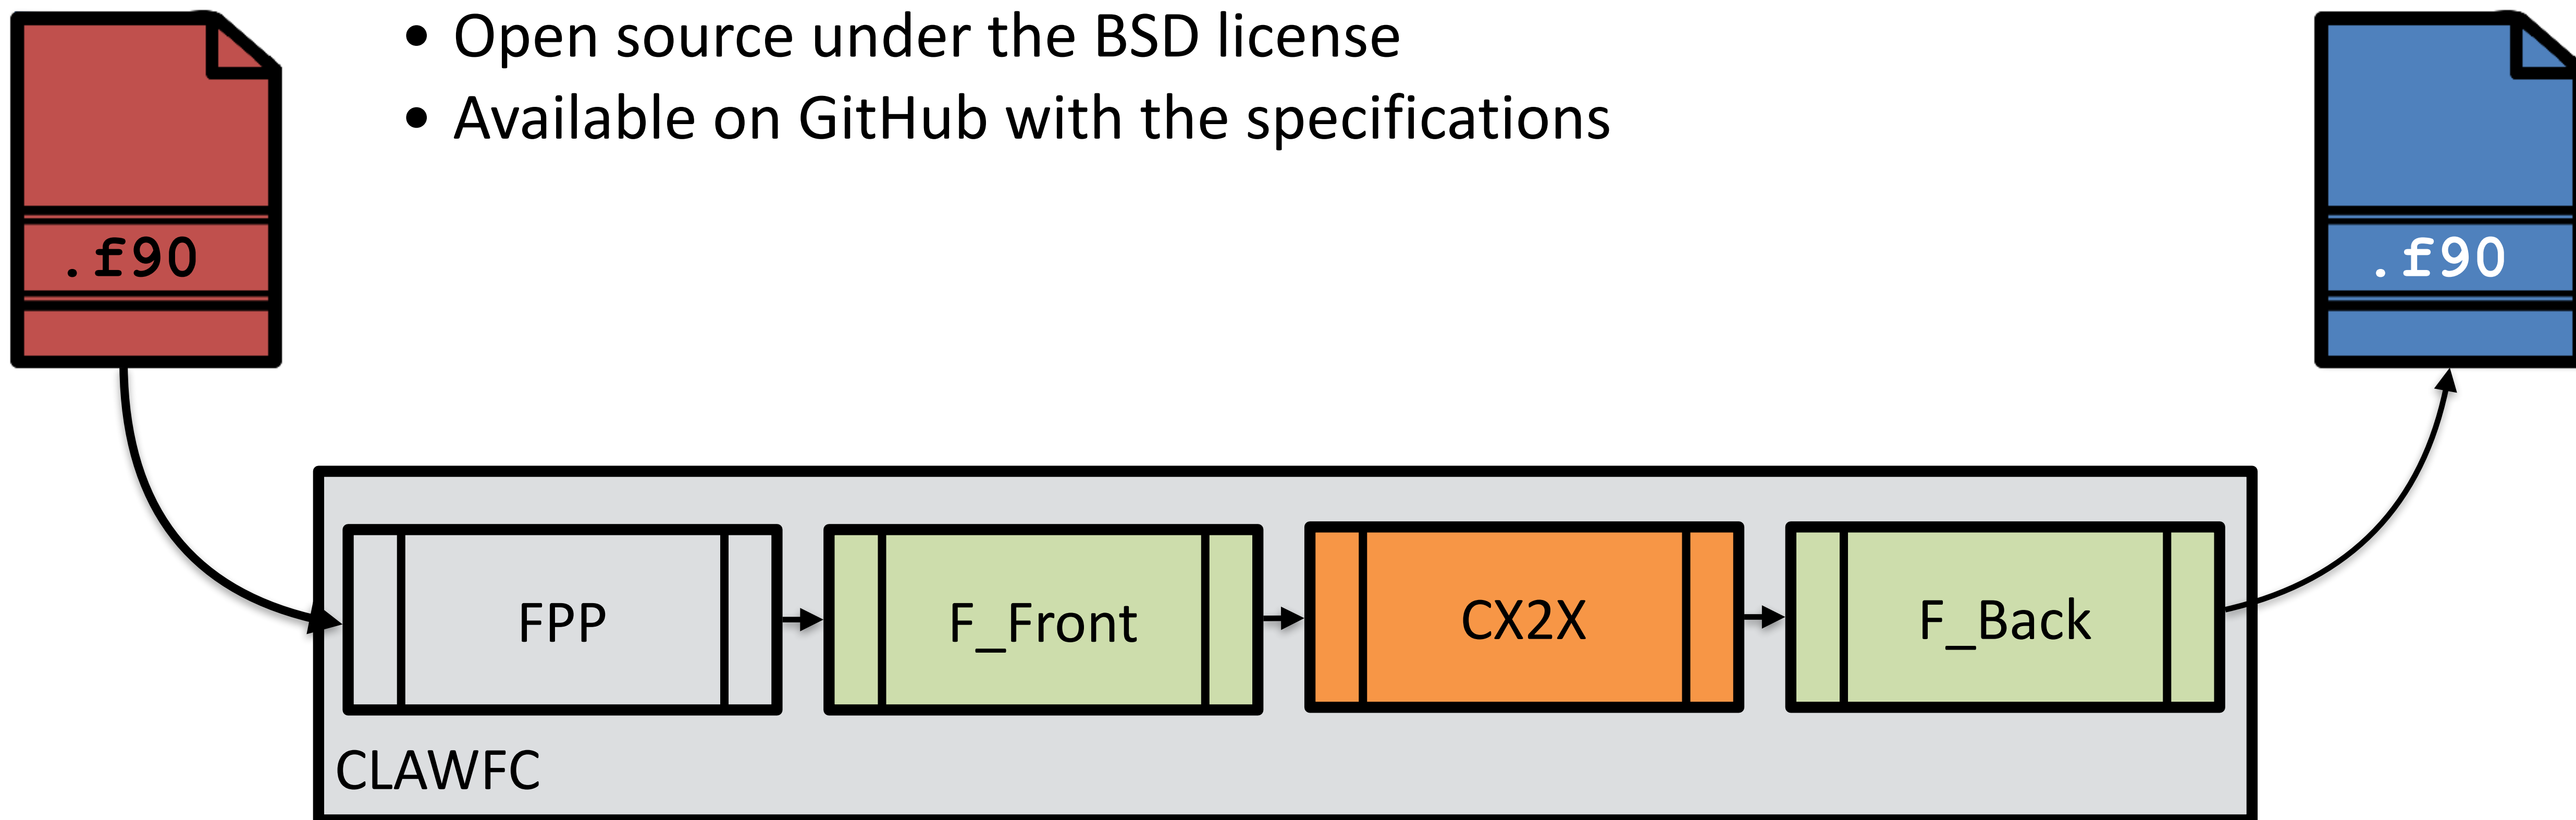 • Open source under the BSD license
• Available on GitHub with the specifications
.f90
.f90
FPP
F_Front
CX2X
F_Back
CLAWFC